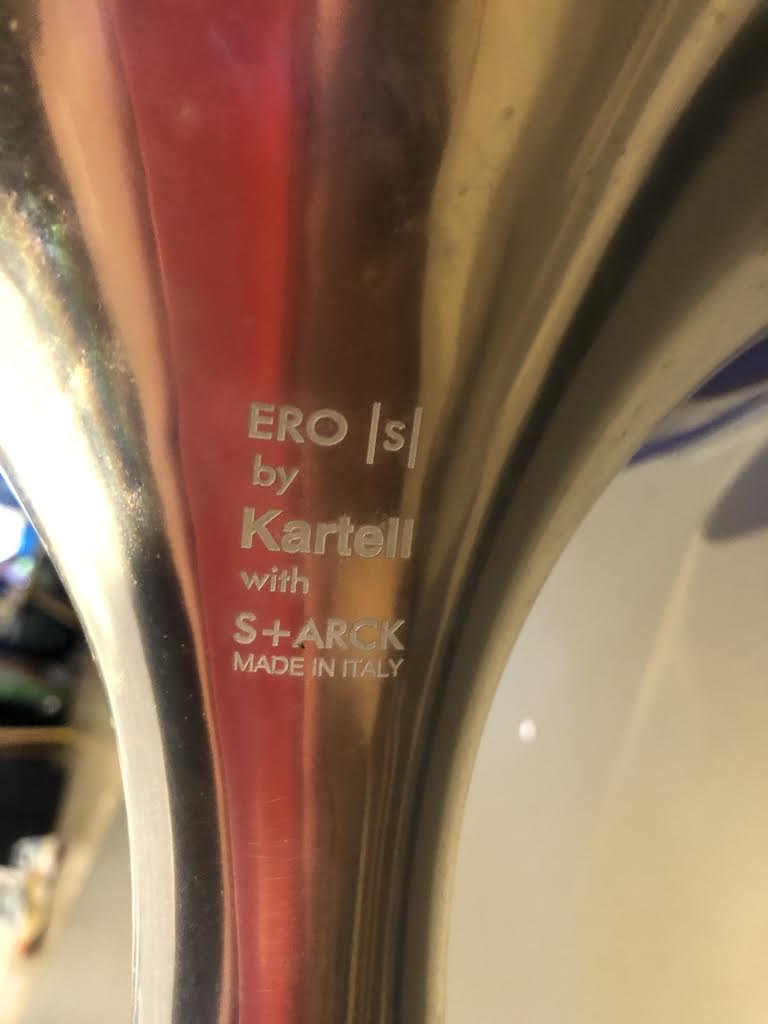 ERO |s|
by
Kartell
with
S+ARCK
MADE IN ITALY